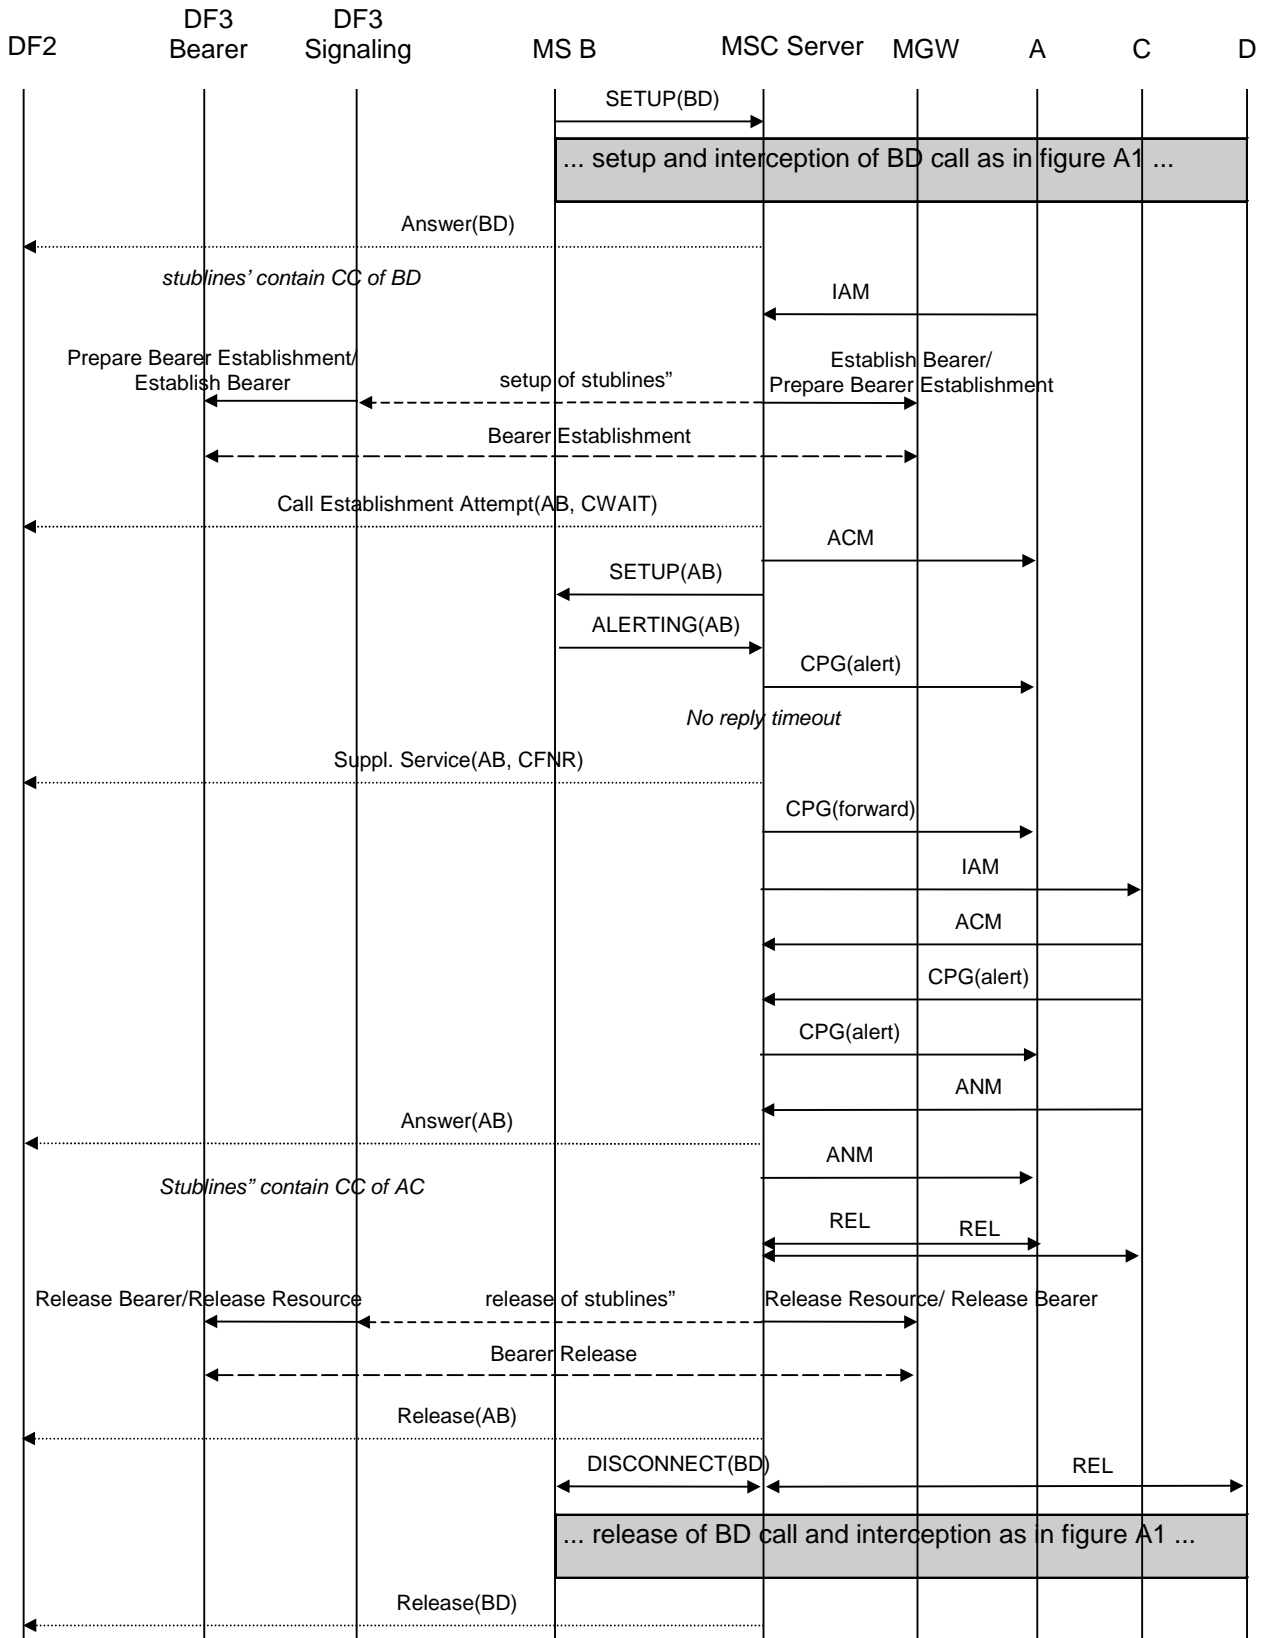 DF2
DF3
Bearer
DF3
Signaling
MS B
MSC Server
MGW
A
C
D
SETUP(BD)
... setup and interception of BD call as in figure A1 ...
Answer(BD)
stublines’ contain CC of BD
IAM
Prepare Bearer Establishment/
Establish Bearer
setup of stublines”
Establish Bearer/
Prepare Bearer Establishment
Bearer Establishment
Call Establishment Attempt(AB, CWAIT)
ACM
SETUP(AB)
ALERTING(AB)
CPG(alert)
No reply timeout
Suppl. Service(AB, CFNR)
CPG(forward)
IAM
ACM
CPG(alert)
CPG(alert)
ANM
Answer(AB)
ANM
Stublines” contain CC of AC
REL
REL
Release Bearer/Release Resource
release of stublines”
Release Resource/ Release Bearer
Bearer Release
Release(AB)
DISCONNECT(BD)
REL
... release of BD call and interception as in figure A1 ...
Release(BD)